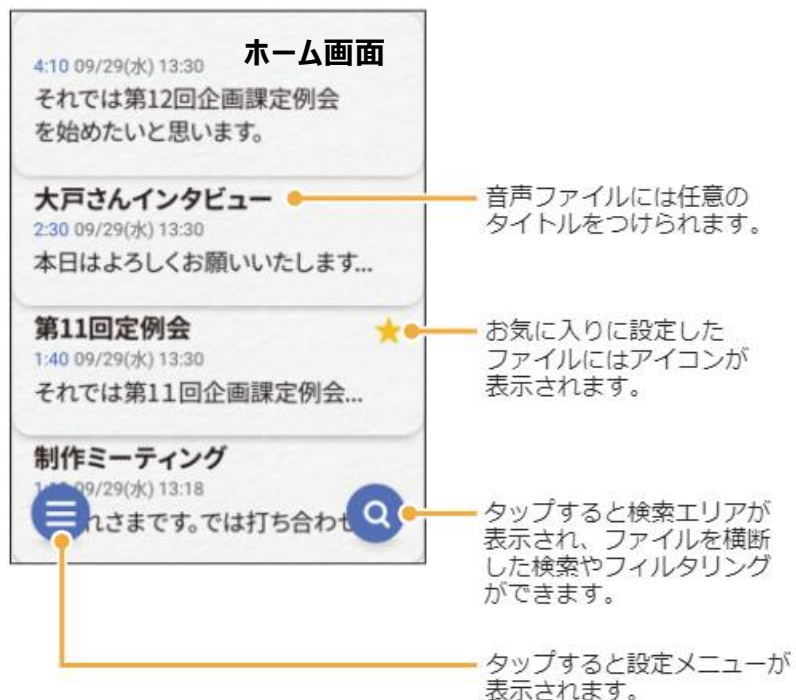 ホーム画面
4:10 09/29(水) 13:30
それでは第12回企画課定例会
を始めたいと思います。
大戸さんインタビュー
2:30 09/29(水) 13:30
本日はよろしくお願いいたします...
音声ファイルには任意の
タイトルをつけられます。
第11回定例会
1:40 09/29(水) 13:30
それでは第11回企画課定例会...
お気に入りに設定した
ファイルにはアイコンが
表示されます。
制作ミーティング
09/29(水) 13:18
れさまです。では打ち合わせ
タップすると検索エリアが
表示され、ファイルを横断
した検索やフィルタリング
ができます。
タップすると設定メニューが
表示されます。